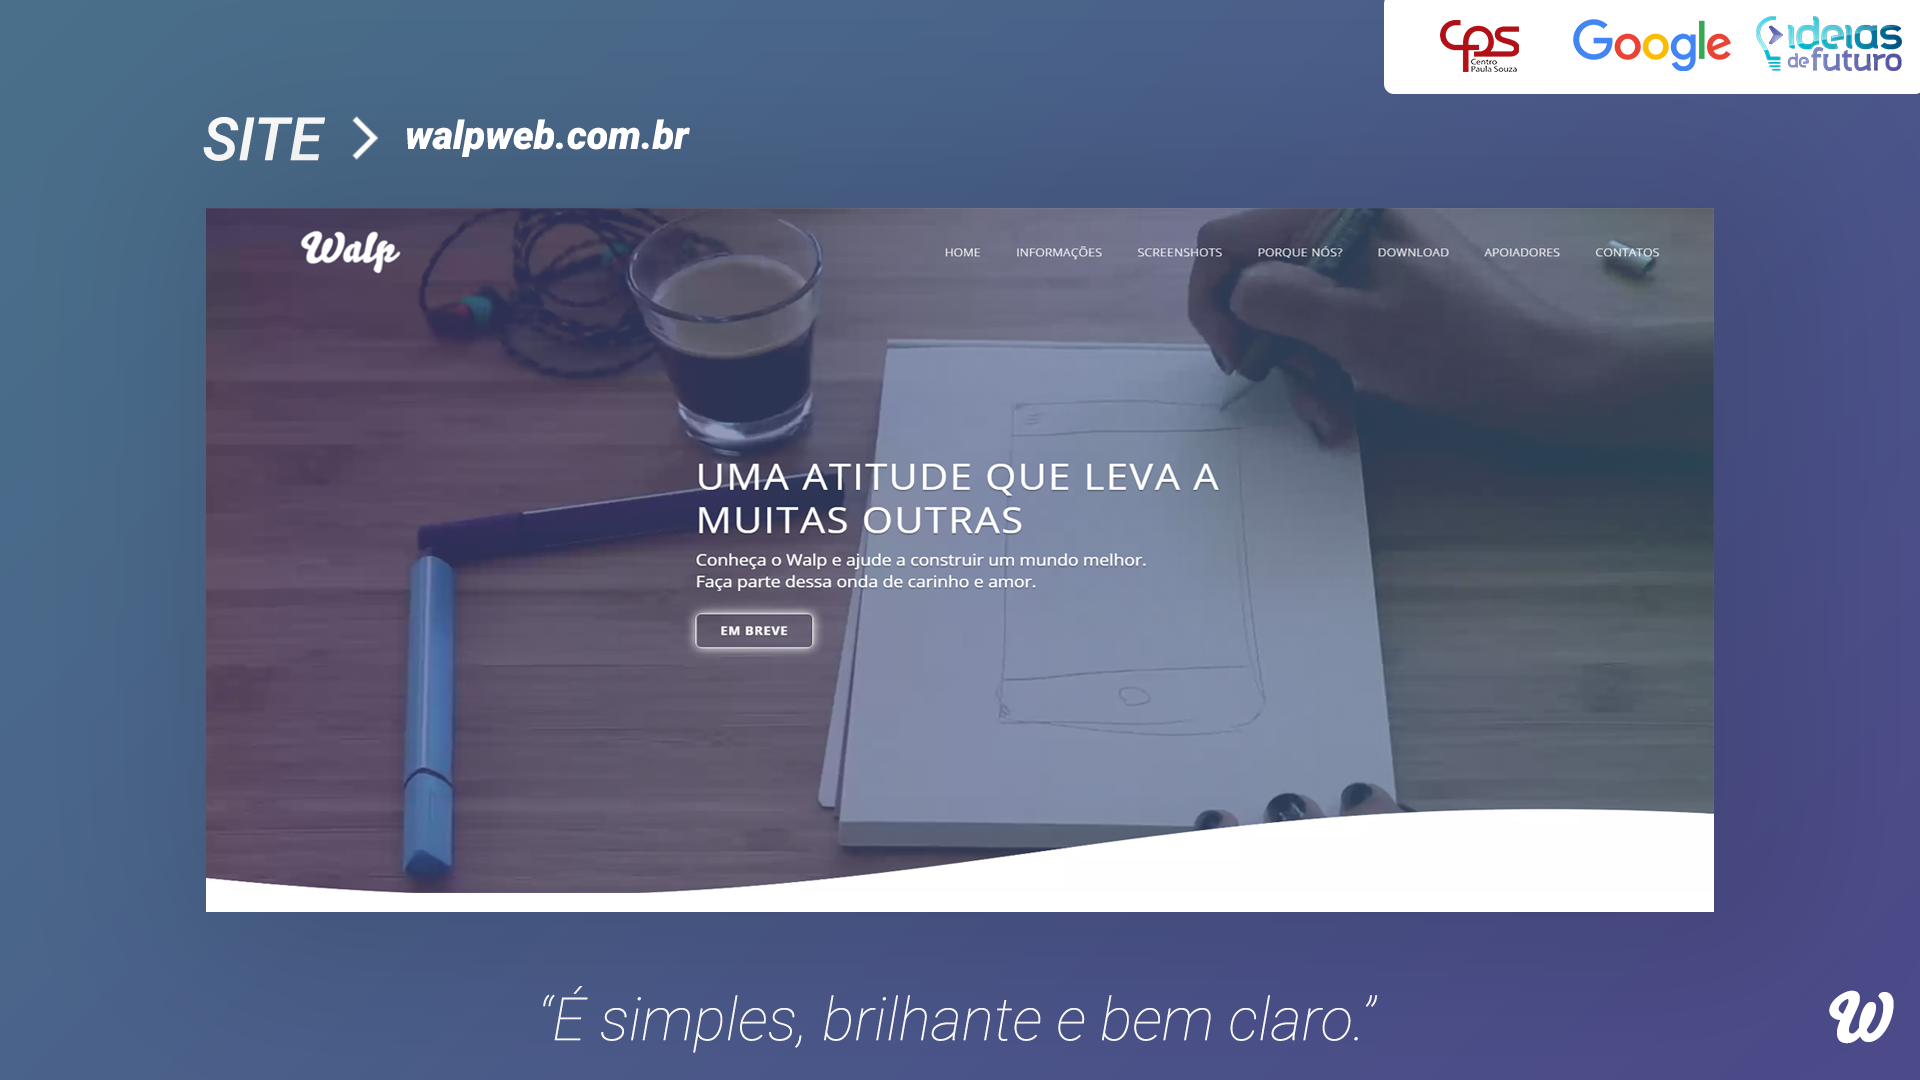 CPS
Centro
Paula Souza
Google
ideias
de futuro
SITE > walpweb.com.br
Walp
HOME INFORMAÇÕES SCREENSHOTS PORQUE NÓS? DOWNLOAD APOIADORES CONTATOS
UMA ATITUDE QUE LEVA A
MUITAS OUTRAS
Conheça o Walp e ajude a construir um mundo melhor.
Faça parte dessa onda de carinho e amor.
EM BREVE
“É simples, brilhante e bem claro.”
W